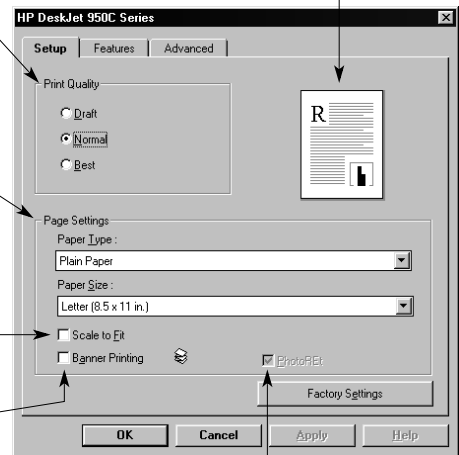 HP DeskJet 950C Series
Setup Features Advanced
Print Quality
Draft
Normal
Best
R
Page Settings
Paper Type :
Plain Paper
Paper Size :
Letter (8.5 x 11 in.)
Scale to Fit
Banner Printing
PhotoREt
Factory Settings
OK Cancel Apply Help